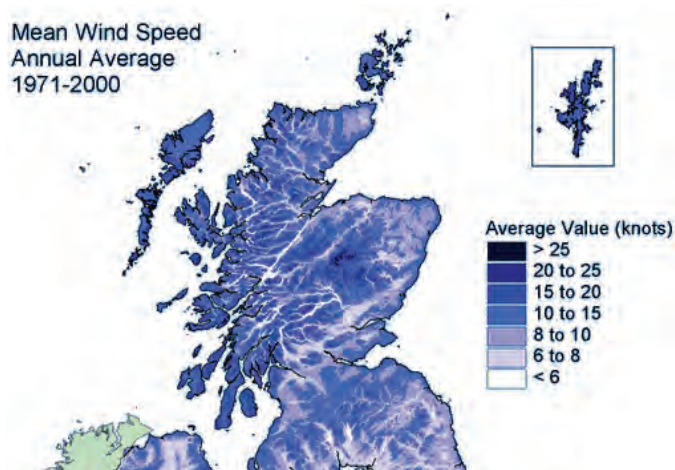 Mean Wind Speed
Annual Average
1971-2000
Average Value (knots)
> 25
20 to 25
15 to 20
10 to 15
8 to 10
6 to 8
< 6